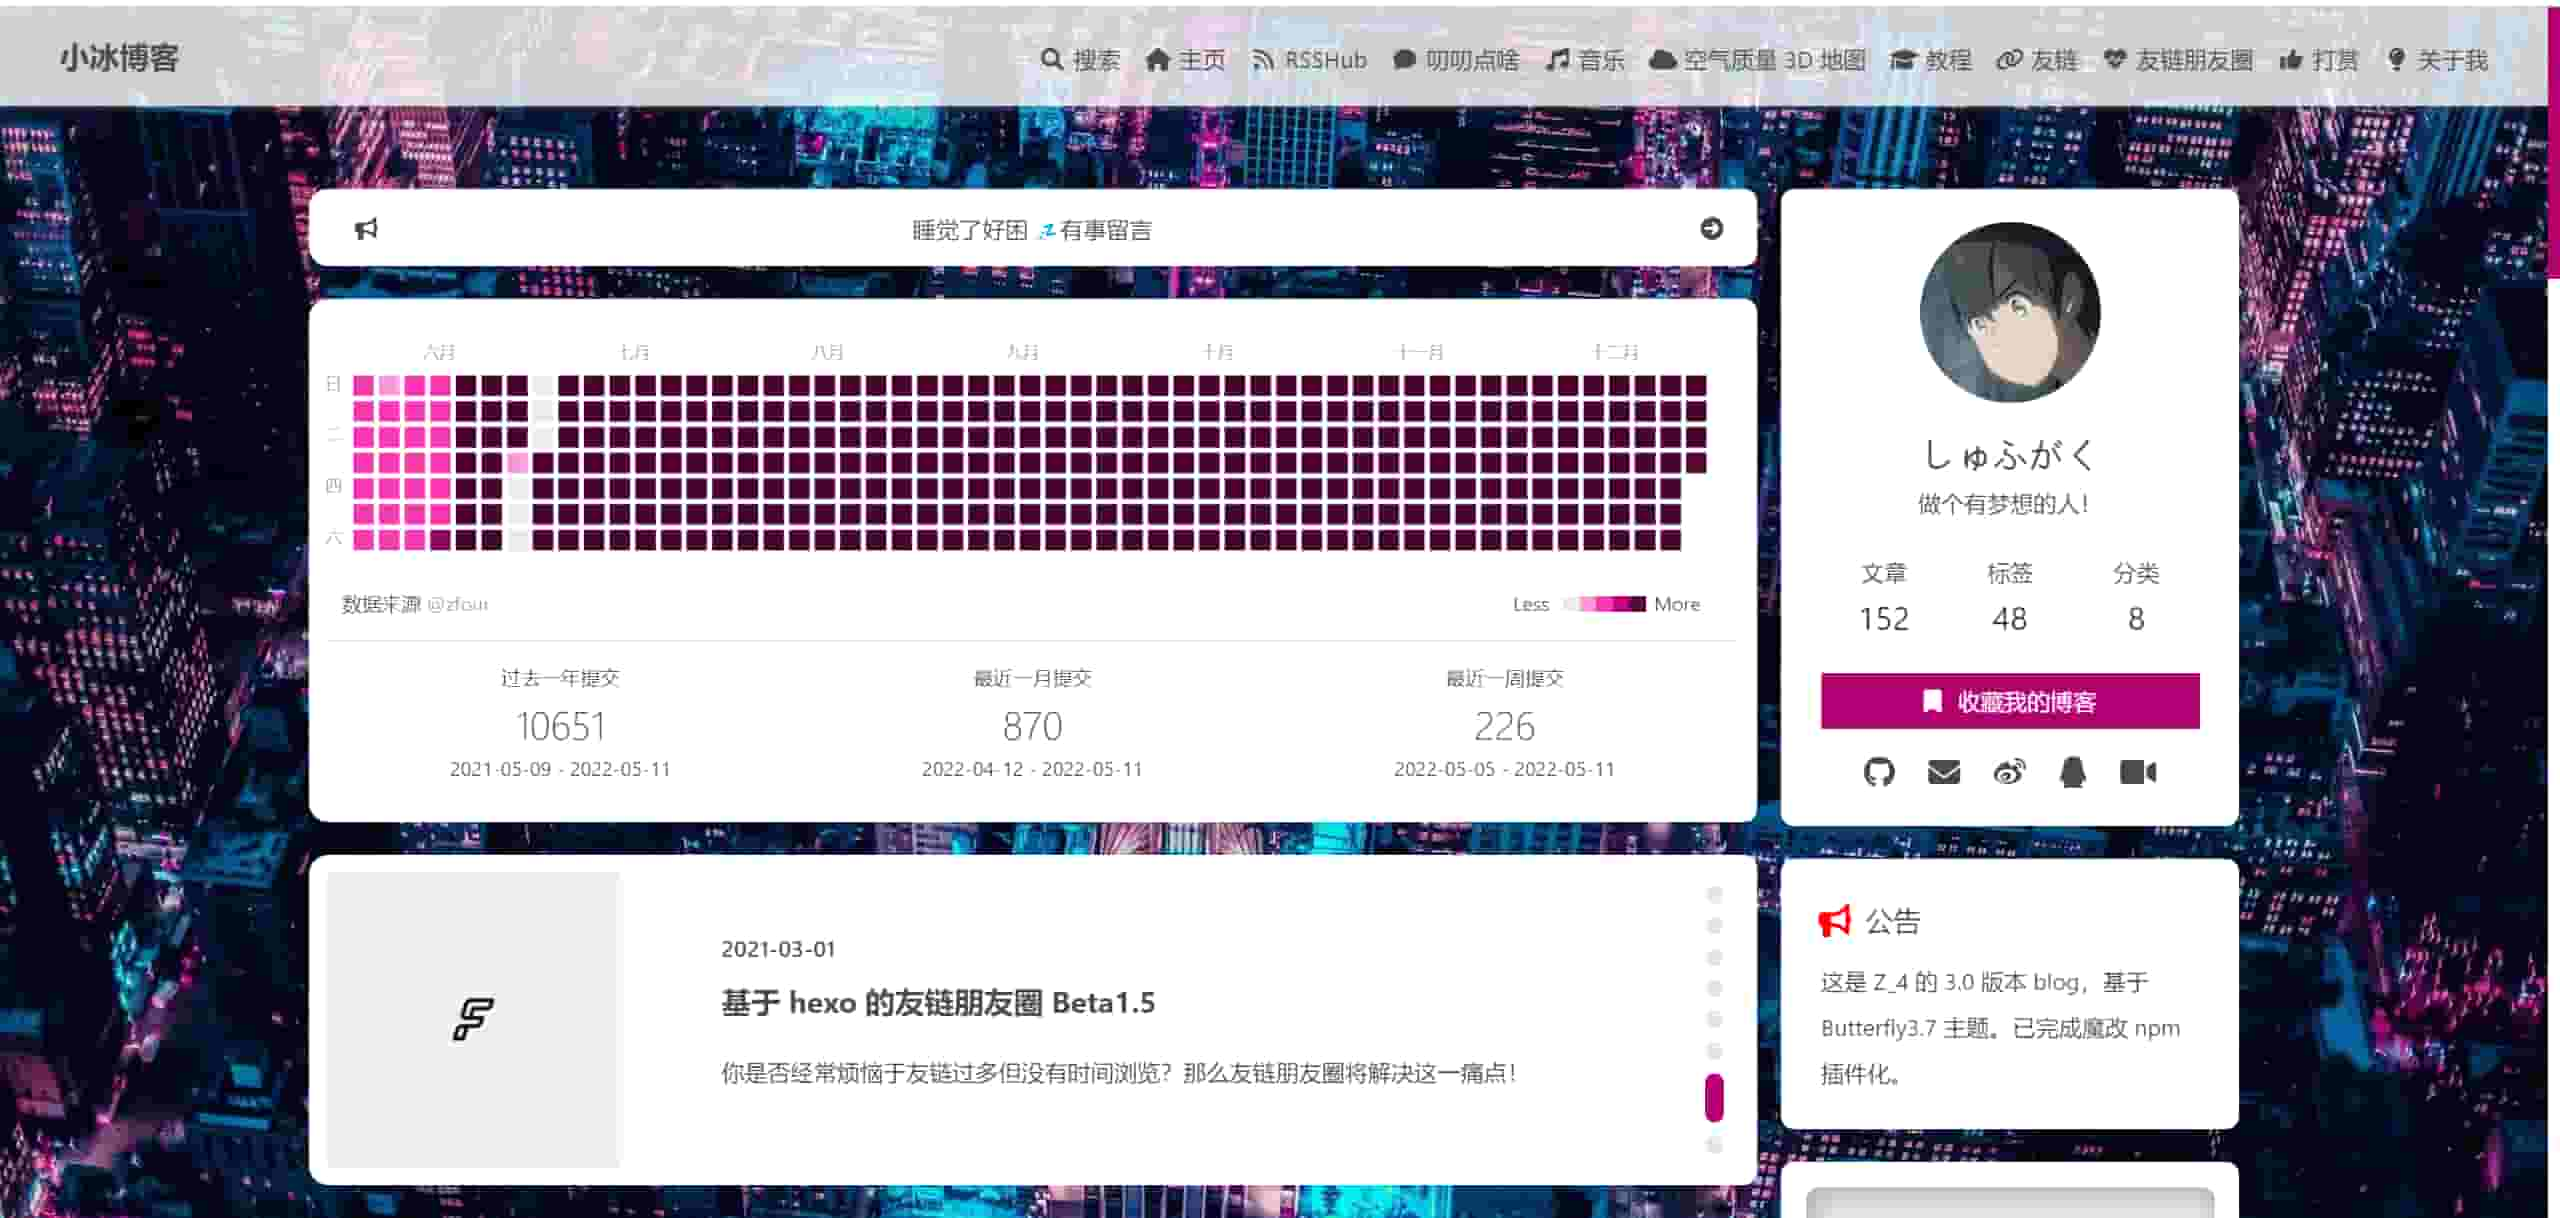 小冰博客
搜索 主页 RSSHub 叨叨点啥 音乐 空气质量 3D 地图 教程 友链 友链朋友圈 打赏 关于我
睡觉了好困 💤 有事留言
六月 七月 八月 九月 十月 十一月 十二月
日
二
四
六
数据来源 @zfour
Less More
过去一年提交 最近一月提交 最近一周提交
10651 870 226
2021-05-09 - 2022-05-11 2022-04-12 - 2022-05-11 2022-05-05 - 2022-05-11
2021-03-01
基于 hexo 的友链朋友圈 Beta1.5
你是否经常烦恼于友链过多但没有时间浏览？那么友链朋友圈将解决这一痛点！
しゅふがく
做个有梦想的人！
文章 标签 分类
152 48 8
收藏我的博客
公告
这是 Z_4 的 3.0 版本 blog，基于
Butterfly3.7 主题。已完成魔改 npm
插件化。